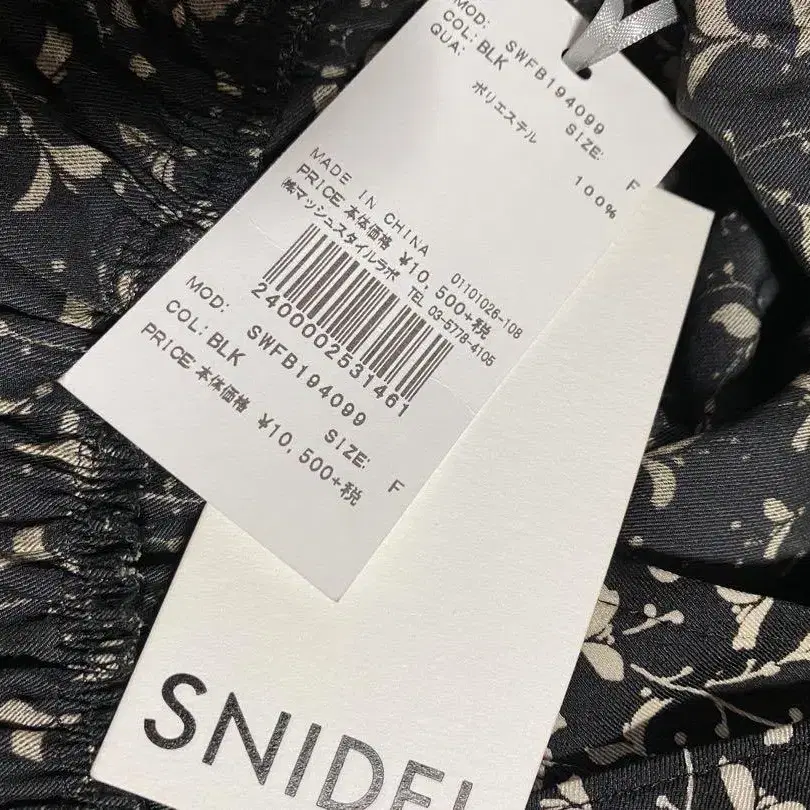 MOD: SWFB194099
COL: BLK SIZE: F
QUA:
ポリエステル 100%
MADE IN CHINA 01101026-108
PRICE 本体価格 ¥10,500+税
㈱マッシュスタイルラボ TEL 03-5778-4105
2400002531461
MOD: SWFB194099
COL: BLK SIZE: F
PRICE 本体価格 ¥10,500+税
SNIDEL